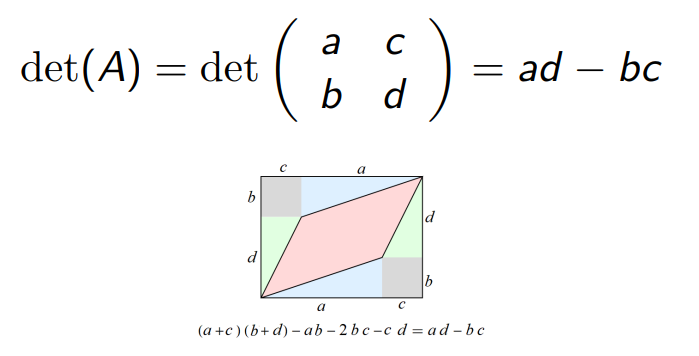 det(A) = det ( a c
b d ) = ad − bc
c a
b
d
d
b
a c
(a+c)(b+d)−ab−2bc−cd=ad−bc